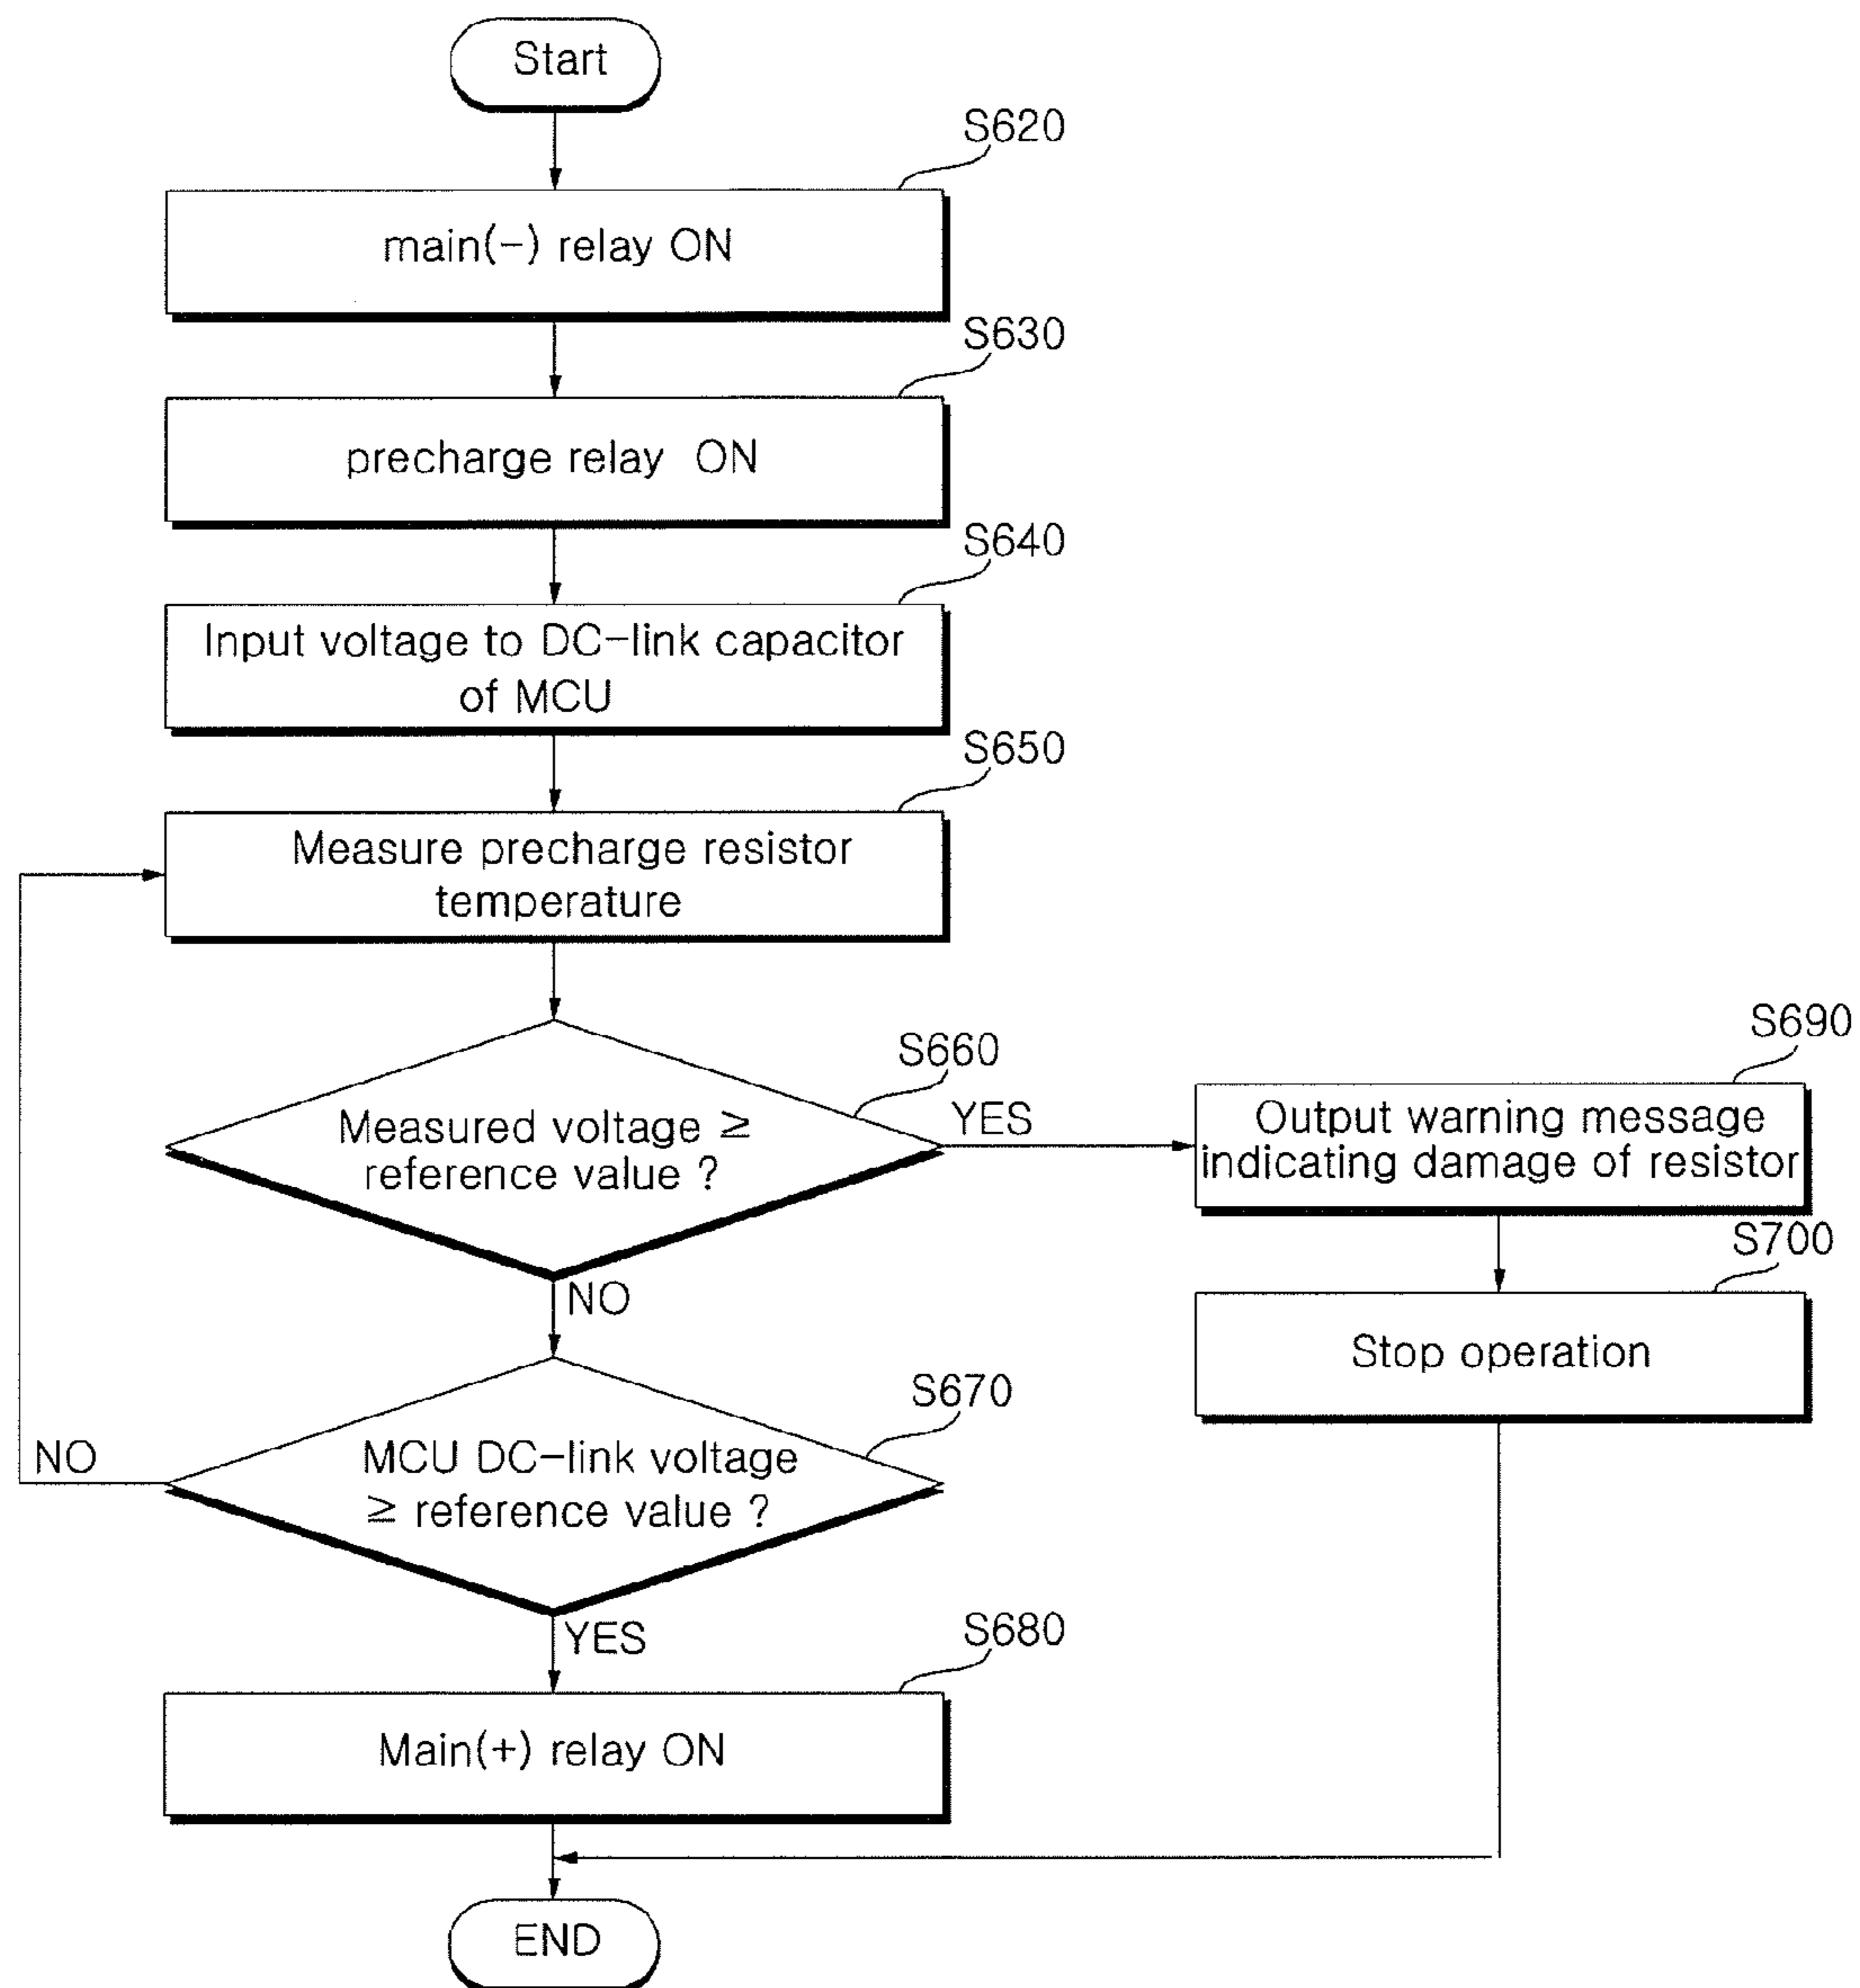 Start
S620
main(-) relay ON
S630
precharge relay ON
S640
Input voltage to DC-link capacitor
of MCU
S650
Measure precharge resistor
temperature
S660
Measured voltage ≥
reference value ?
YES
S690
Output warning message
indicating damage of resistor
S700
Stop operation
NO
S670
MCU DC-link voltage
≥ reference value ?
NO
YES
S680
Main(+) relay ON
END